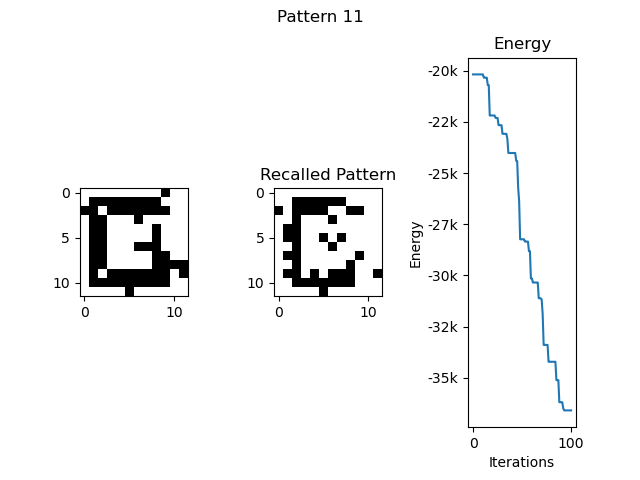 Pattern 11
Energy
-20k
-22k
-25k
-27k
-30k
-32k
-35k
0
100
Iterations
Energy
Recalled Pattern
0
5
10
0
10
0
5
10
0
10